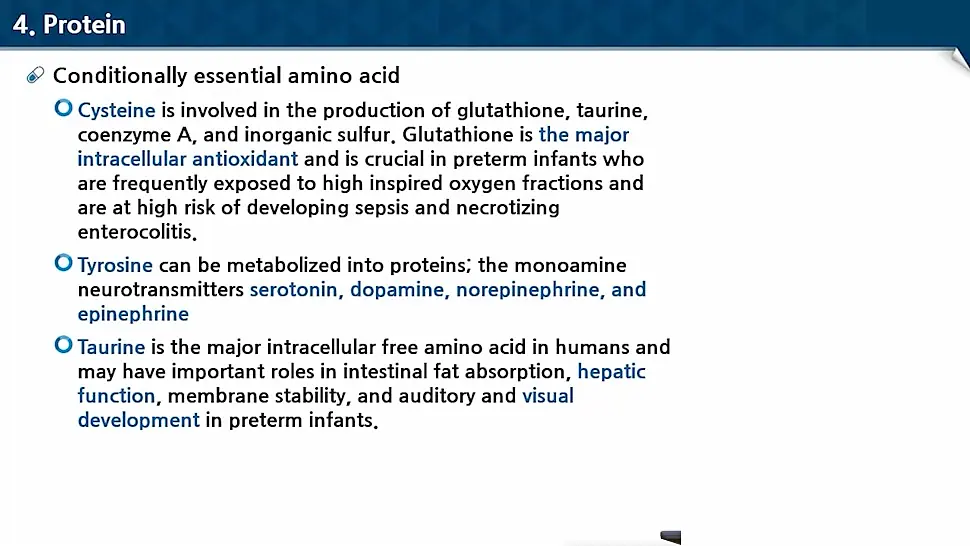 4. Protein
Conditionally essential amino acid
Cysteine is involved in the production of glutathione, taurine,
coenzyme A, and inorganic sulfur. Glutathione is the major
intracellular antioxidant and is crucial in preterm infants who
are frequently exposed to high inspired oxygen fractions and
are at high risk of developing sepsis and necrotizing
enterocolitis.
Tyrosine can be metabolized into proteins; the monoamine
neurotransmitters serotonin, dopamine, norepinephrine, and
epinephrine
Taurine is the major intracellular free amino acid in humans and
may have important roles in intestinal fat absorption, hepatic
function, membrane stability, and auditory and visual
development in preterm infants.